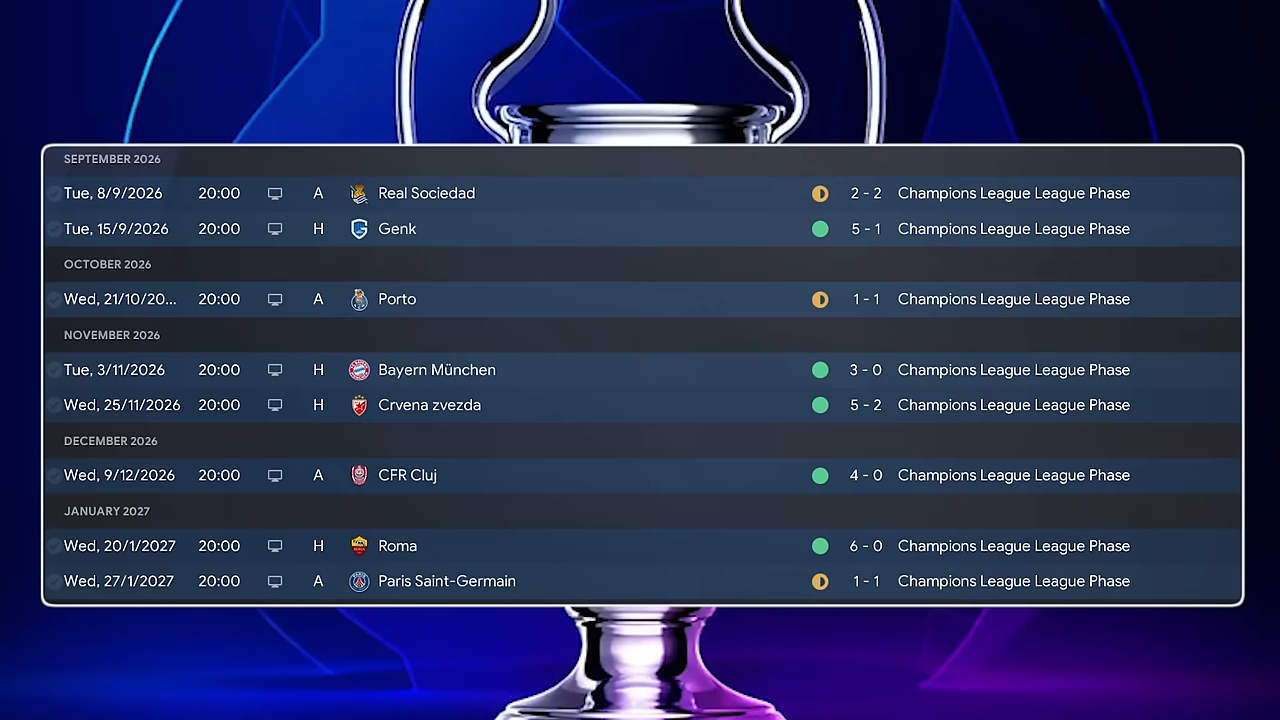 SEPTEMBER 2026
Tue, 8/9/2026 20:00 A Real Sociedad 2 - 2 Champions League League Phase
Tue, 15/9/2026 20:00 H Genk 5 - 1 Champions League League Phase
OCTOBER 2026
Wed, 21/10/20... 20:00 A Porto 1 - 1 Champions League League Phase
NOVEMBER 2026
Tue, 3/11/2026 20:00 H Bayern München 3 - 0 Champions League League Phase
Wed, 25/11/2026 20:00 H Crvena zvezda 5 - 2 Champions League League Phase
DECEMBER 2026
Wed, 9/12/2026 20:00 A CFR Cluj 4 - 0 Champions League League Phase
JANUARY 2027
Wed, 20/1/2027 20:00 H Roma 6 - 0 Champions League League Phase
Wed, 27/1/2027 20:00 A Paris Saint-Germain 1 - 1 Champions League League Phase